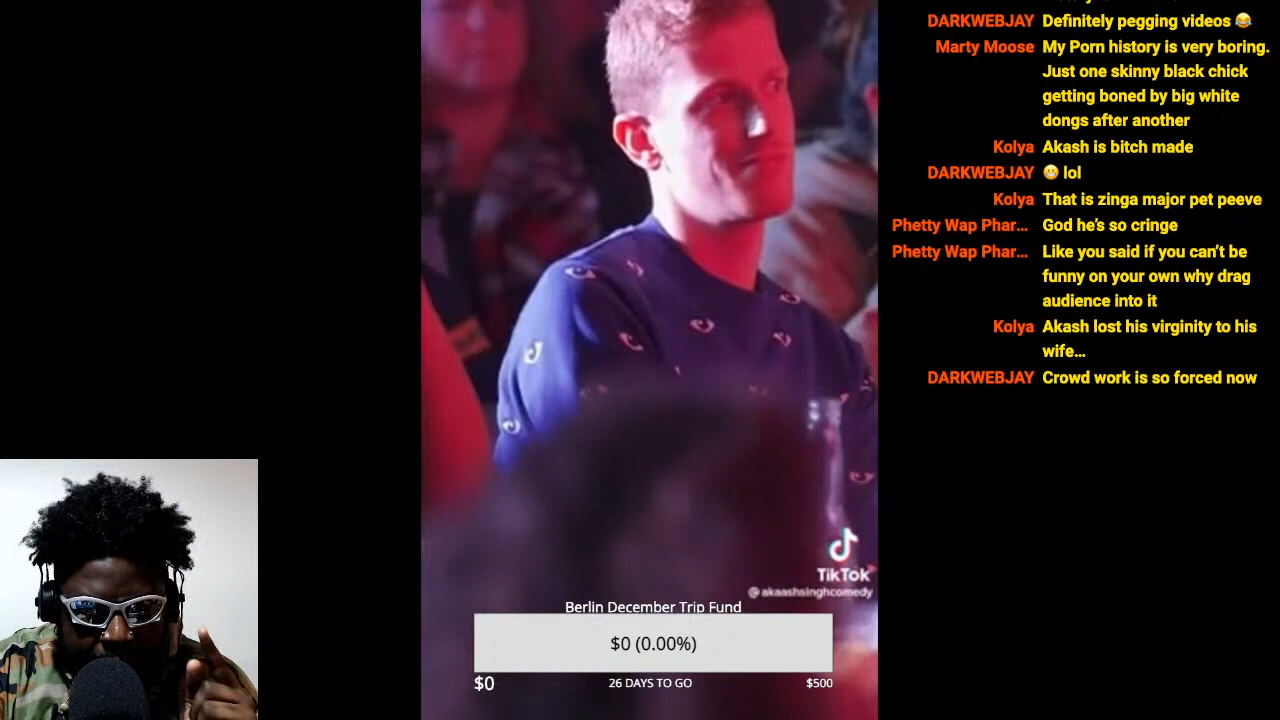 DARKWEBJAY Definitely pegging videos 😂
Marty Moose My Porn history is very boring.
Just one skinny black chick
getting boned by big white
dongs after another
Kolya Akash is bitch made
DARKWEBJAY 😁 lol
Kolya That is zinga major pet peeve
Phetty Wap Phar... God he's so cringe
Phetty Wap Phar... Like you said if you can't be
funny on your own why drag
audience into it
Kolya Akash lost his virginity to his
wife...
DARKWEBJAY Crowd work is so forced now
TikTok
@akaashsinghcomedy
Berlin December Trip Fund
$0 (0.00%)
$0 26 DAYS TO GO $500